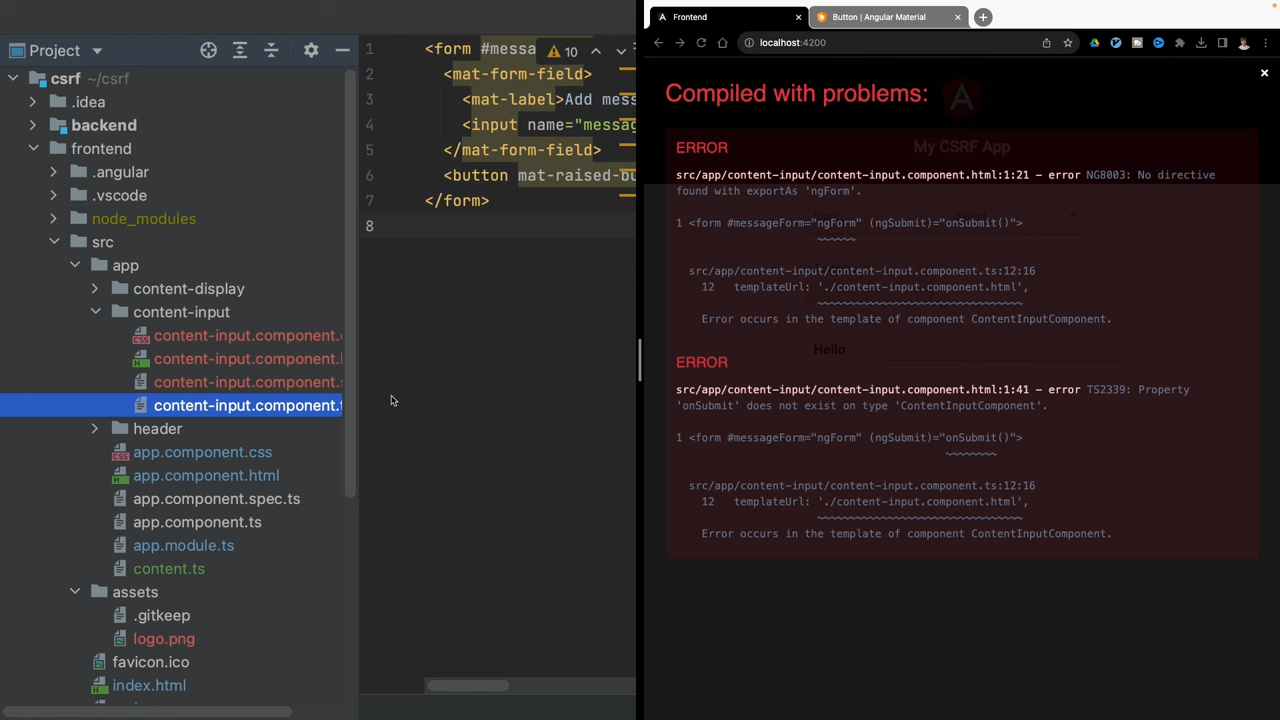 Project
csrf ~/csrf
.idea
backend
frontend
.angular
.vscode
node_modules
src
app
content-display
content-input
content-input.component.
content-input.component.
content-input.component.
content-input.component.
header
app.component.css
app.component.html
app.component.spec.ts
app.component.ts
app.module.ts
content.ts
assets
.gitkeep
logo.png
favicon.ico
index.html
10
1 <form #messa
2 <mat-form-field>
3 <mat-label>Add mess
4 <input name="messag
5 </mat-form-field>
6 <button mat-raised-bu
7 </form>
8
Frontend
Button | Angular Material
localhost:4200
Compiled with problems:
My CSRF App
ERROR
src/app/content-input/content-input.component.html:1:21 - error NG8003: No directive
found with exportAs 'ngForm'.
1 <form #messageForm="ngForm" (ngSubmit)="onSubmit()">
~~~~~~
src/app/content-input/content-input.component.ts:12:16
12 templateUrl: './content-input.component.html',
~~~~~~~~~~~~~~~~~~~~~~~~~~~~~~~~
Error occurs in the template of component ContentInputComponent.
Hello
ERROR
src/app/content-input/content-input.component.html:1:41 - error TS2339: Property
'onSubmit' does not exist on type 'ContentInputComponent'.
1 <form #messageForm="ngForm" (ngSubmit)="onSubmit()">
~~~~~~~~
src/app/content-input/content-input.component.ts:12:16
12 templateUrl: './content-input.component.html',
~~~~~~~~~~~~~~~~~~~~~~~~~~~~~~~~
Error occurs in the template of component ContentInputComponent.